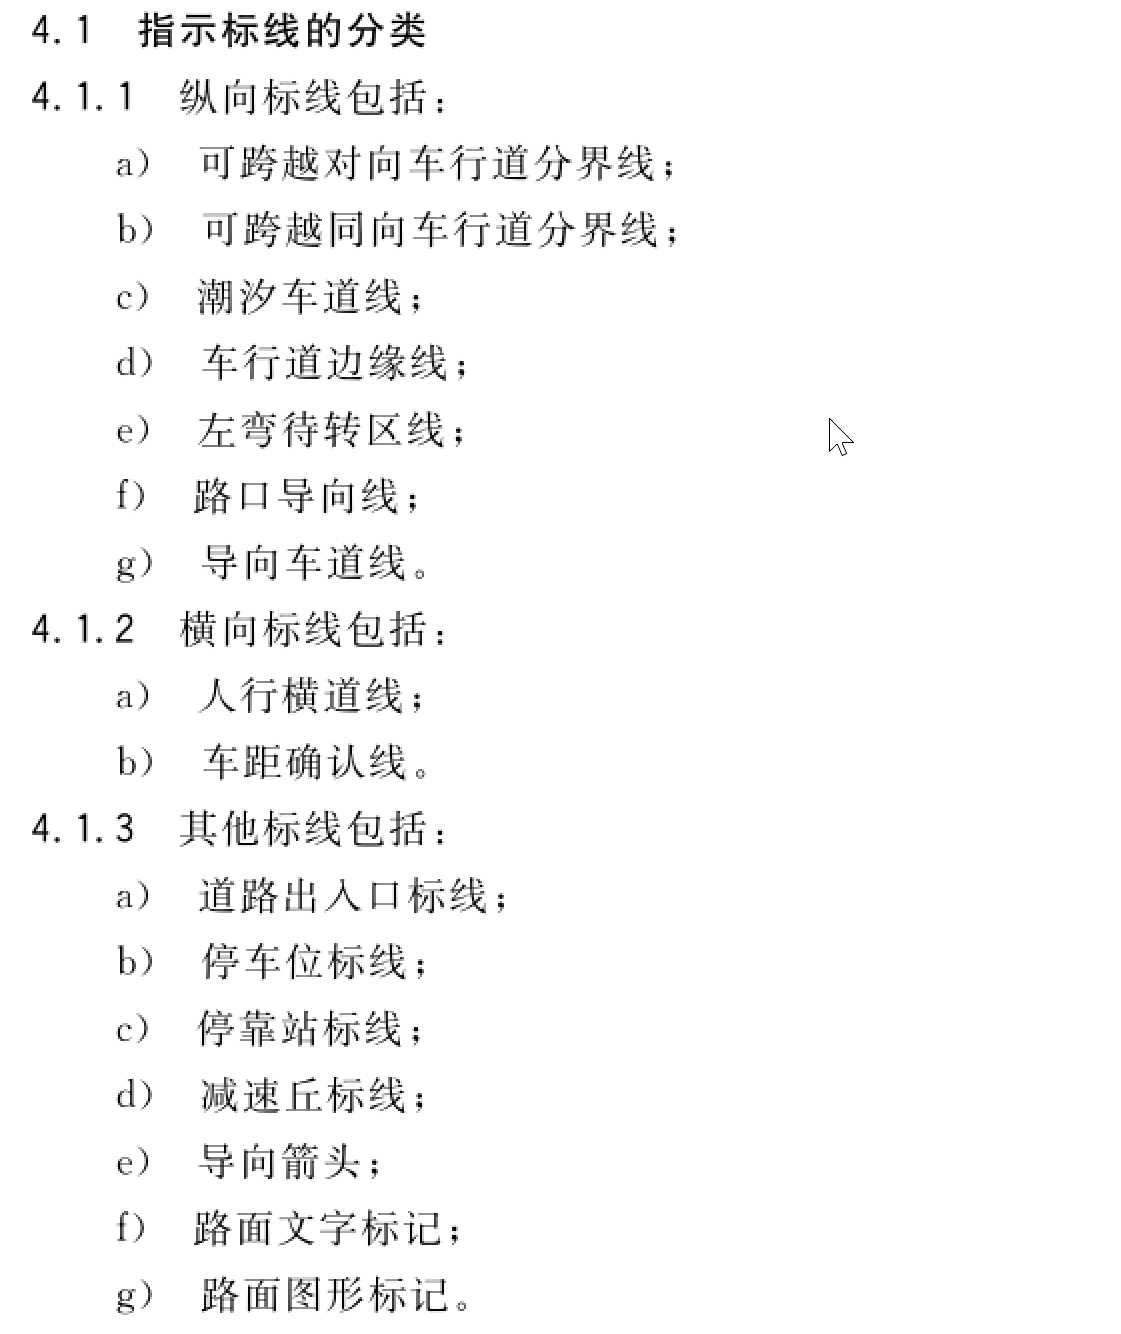 4.1 指示标线的分类
4.1.1 纵向标线包括：
a) 可跨越对向车行道分界线；
b) 可跨越同向车行道分界线；
c) 潮汐车道线；
d) 车行道边缘线；
e) 左弯待转区线；
f) 路口导向线；
g) 导向车道线。
4.1.2 横向标线包括：
a) 人行横道线；
b) 车距确认线。
4.1.3 其他标线包括：
a) 道路出入口标线；
b) 停车位标线；
c) 停靠站标线；
d) 减速丘标线；
e) 导向箭头；
f) 路面文字标记；
g) 路面图形标记。